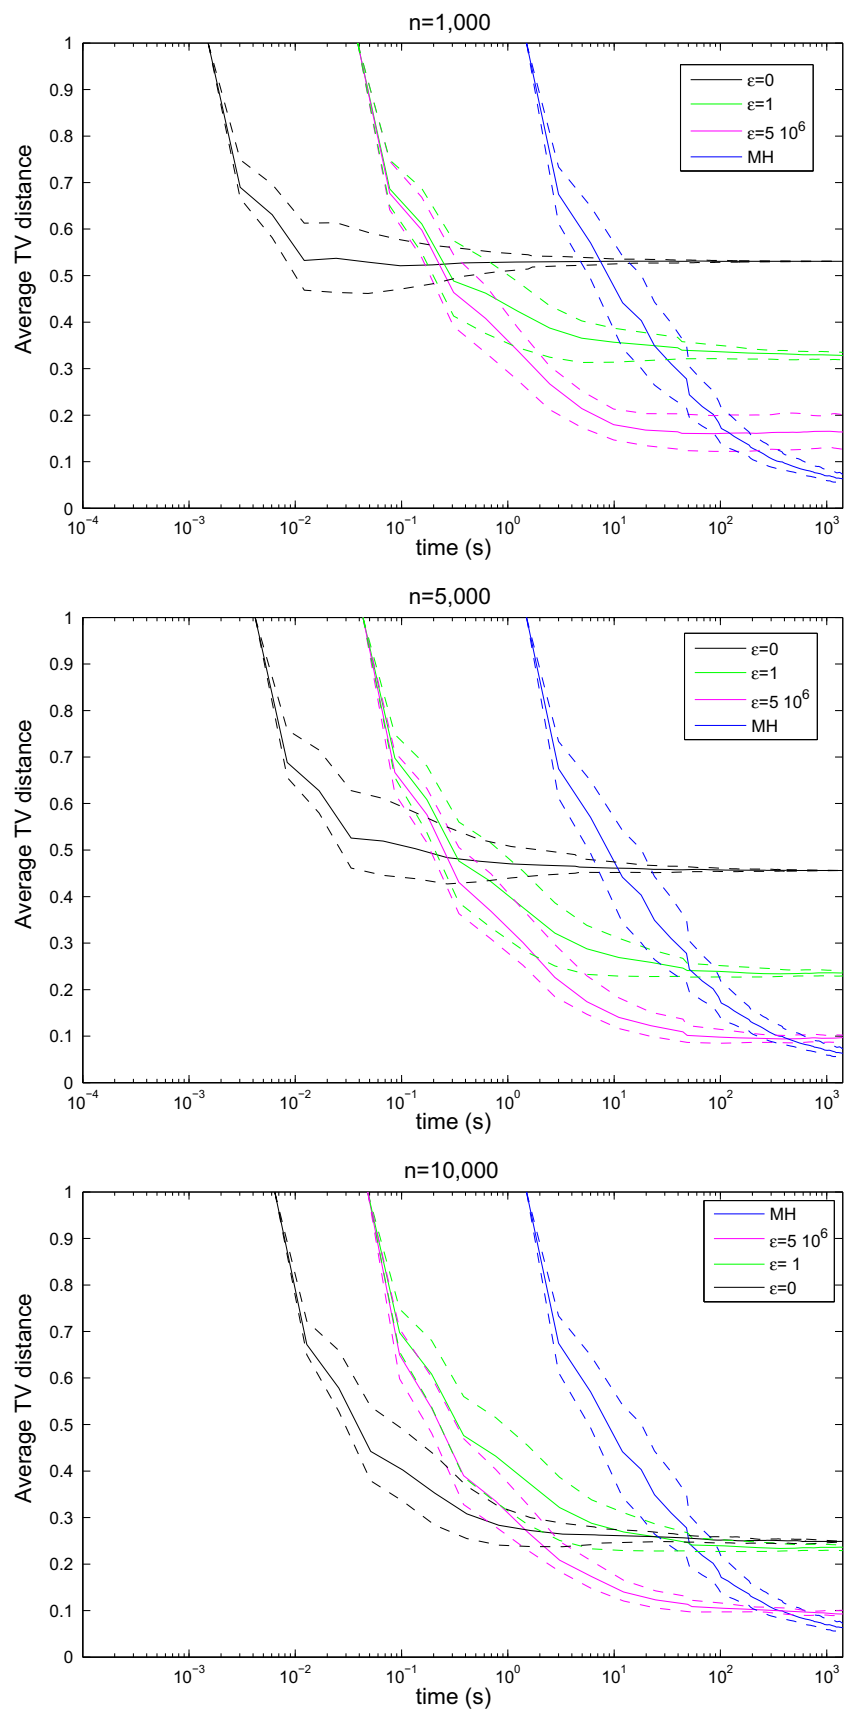 n=1,000
1
0.9
0.8
0.7
0.6
0.5
0.4
0.3
0.2
0.1
0
Average TV distance
ε=0
ε=1
ε=5 10^6
MH
10^−4 10^−3 10^−2 10^−1 10^0 10^1 10^2 10^3
time (s)
n=5,000
1
0.9
0.8
0.7
0.6
0.5
0.4
0.3
0.2
0.1
0
Average TV distance
ε=0
ε=1
ε=5 10^6
MH
10^−4 10^−3 10^−2 10^−1 10^0 10^1 10^2 10^3
time (s)
n=10,000
1
0.9
0.8
0.7
0.6
0.5
0.4
0.3
0.2
0.1
0
Average TV distance
MH
ε=5 10^6
ε= 1
ε=0
10^−3 10^−2 10^−1 10^0 10^1 10^2 10^3
time (s)